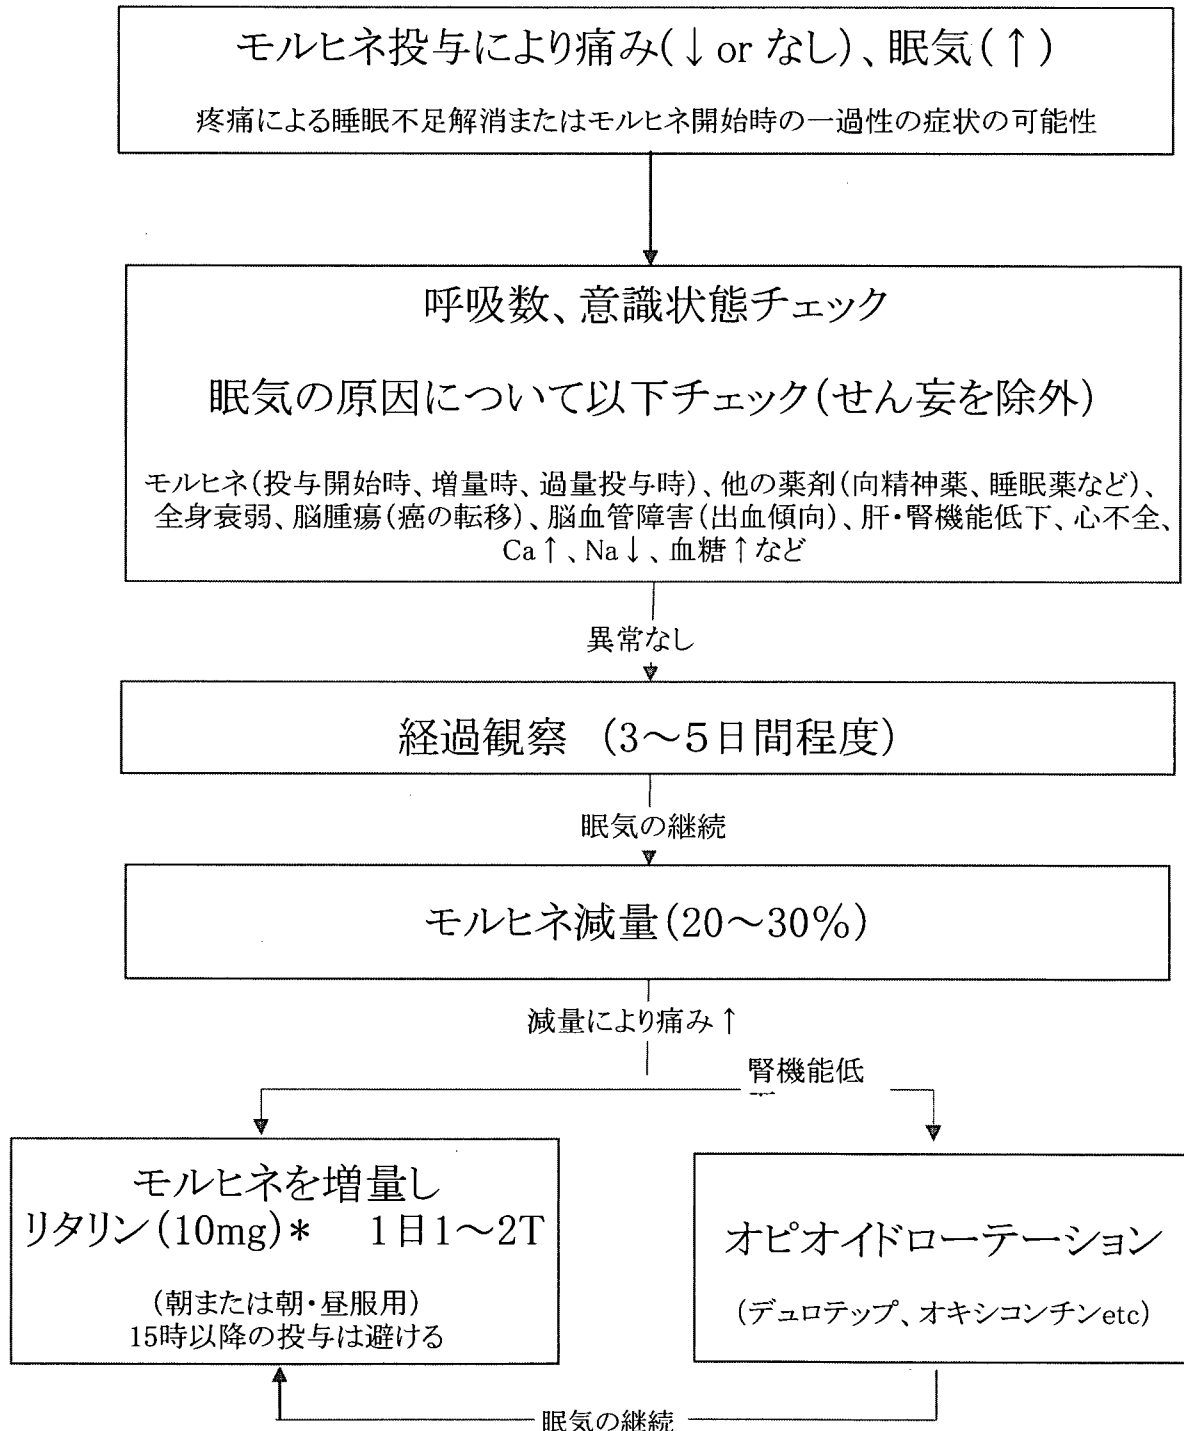 モルヒネ投与により痛み(↓or なし)、眠気(↑)
疼痛による睡眠不足解消またはモルヒネ開始時の一過性の症状の可能性
呼吸数、意識状態チェック
眠気の原因について以下チェック(せん妄を除外)
モルヒネ(投与開始時、増量時、過量投与時)、他の薬剤(向精神薬、睡眠薬など)、
全身衰弱、脳腫瘍(癌の転移)、脳血管障害(出血傾向)、肝・腎機能低下、心不全、
Ca↑、Na↓、血糖↑など
異常なし
経過観察 (3～5日間程度)
眠気の継続
モルヒネ減量(20～30%)
減量により痛み↑
腎機能低
モルヒネを増量し
リタリン(10mg)* 1日1～2T
(朝または朝・昼服用)
15時以降の投与は避ける
オピオイドローテーション
(デュロテップ、オキシコンチンetc)
眠気の継続